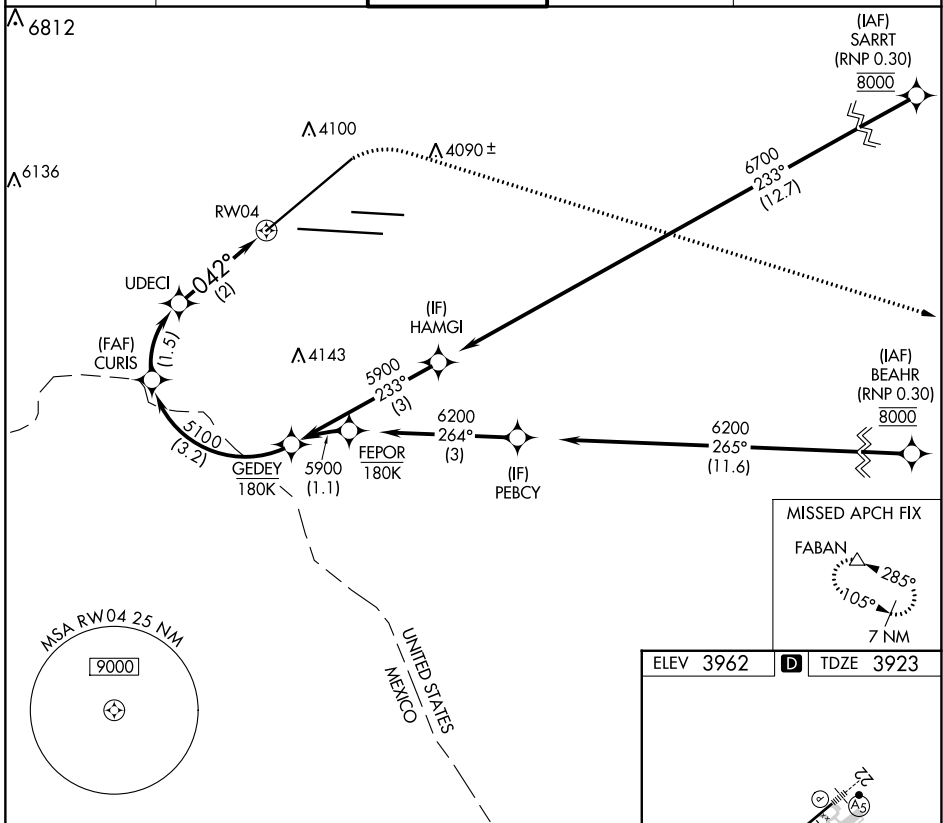 6812
(IAF)
SARRT
(RNP 0.30)
8000
4100
4090 ±
6136
6700
233°
(12.7)
RW04
042°
(2)
UDECI
(IF)
HAMGI
(FAF)
CURIS
(1.5)
4143
5900
233°
(3)
(IAF)
BEAHR
(RNP 0.30)
8000
5100
(3.2)
6200
264°
(3)
6200
265°
(11.6)
GEDEY
180K
5900
(1.1)
FEPOR
180K
(IF)
PEBCY
MISSED APCH FIX
FABAN
285°
105°
7 NM
MSA RW04 25 NM
9000
UNITED STATES
MEXICO
ELEV 3962
D
TDZE 3923
22
P
A5